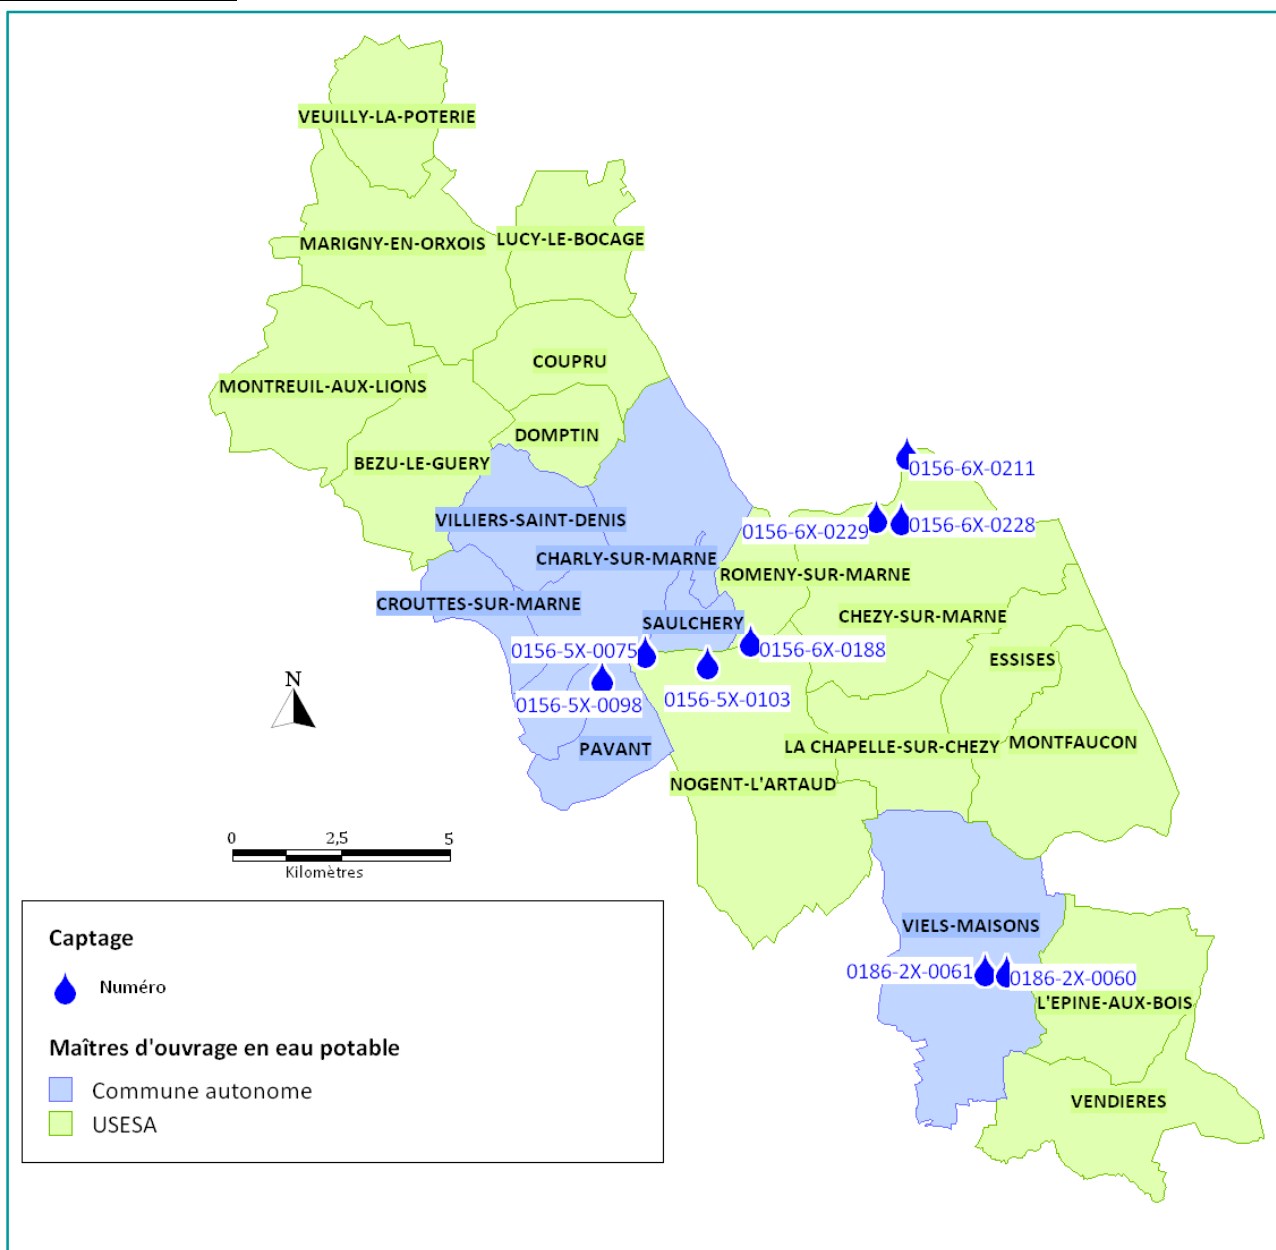 VEUILLY-LA-POTERIE
MARIGNY-EN-ORXOIS
LUCY-LE-BOCAGE
COUPRU
MONTREUIL-AUX-LIONS
DOMPTIN
BEZU-LE-GUERY
0156-6X-0211
VILLIERS-SAINT-DENIS
0156-6X-0229
0156-6X-0228
CHARLY-SUR-MARNE
ROMENY-SUR-MARNE
CROUTTES-SUR-MARNE
CHEZY-SUR-MARNE
SAULCHERY
0156-5X-0075
0156-6X-0188
ESSISES
0156-5X-0098
0156-5X-0103
N
PAVANT
LA CHAPELLE-SUR-CHEZY
MONTFAUCON
NOGENT-L'ARTAUD
0 2,5 5
Kilomètres
VIELS-MAISONS
0186-2X-0061
0186-2X-0060
L'EPINE-AUX-BOIS
VENDIERES
Captage
Numéro
Maîtres d'ouvrage en eau potable
Commune autonome
USESA